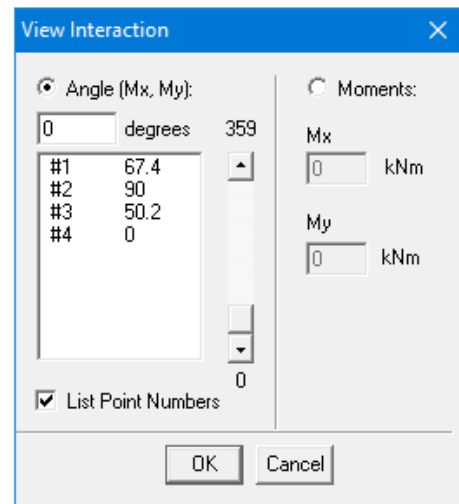 View Interaction
Angle (Mx, My):
0 degrees 359
#1 67.4
#2 90
#3 50.2
#4 0
0
List Point Numbers
Moments:
Mx
0 kNm
My
0 kNm
OK Cancel